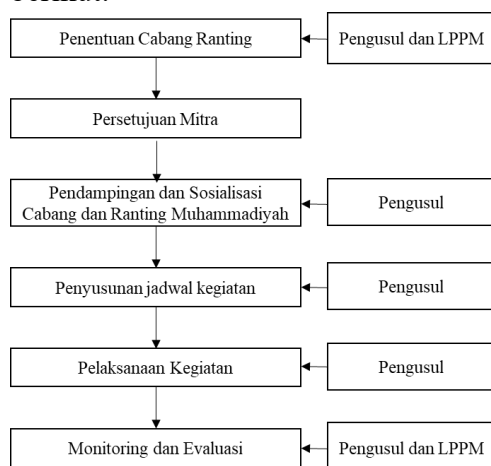 Penentuan Cabang Ranting
Pengusul dan LPPM
Persetujuan Mitra
Pendampingan dan Sosialisasi
Cabang dan Ranting Muhammadiyah
Pengusul
Penyusunan jadwal kegiatan
Pengusul
Pelaksanaan Kegiatan
Pengusul
Monitoring dan Evaluasi
Pengusul dan LPPM